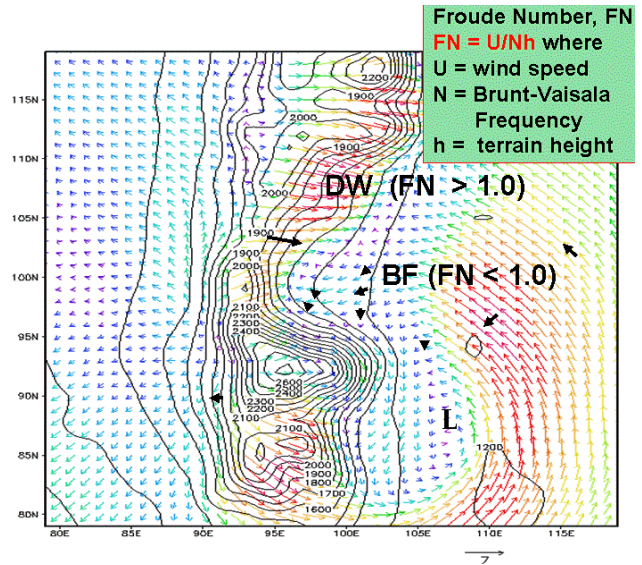 Froude Number, FN
FN = U/Nh where
U = wind speed
N = Brunt-Vaisala
Frequency
h = terrain height
2200
115N
1900
2000
1900
110N
2000
DW (FN > 1.0)
105N
1900
1900
100N
2000
BF (FN < 1.0)
2100
2200
2300
95N
2400
2600
2400
90N
2300
2200
2100
L
2100
85N
1200
2000
1900
1800
1700
1600
80N
80E 85E 90E 95E 100E 105E 110E 115E
7